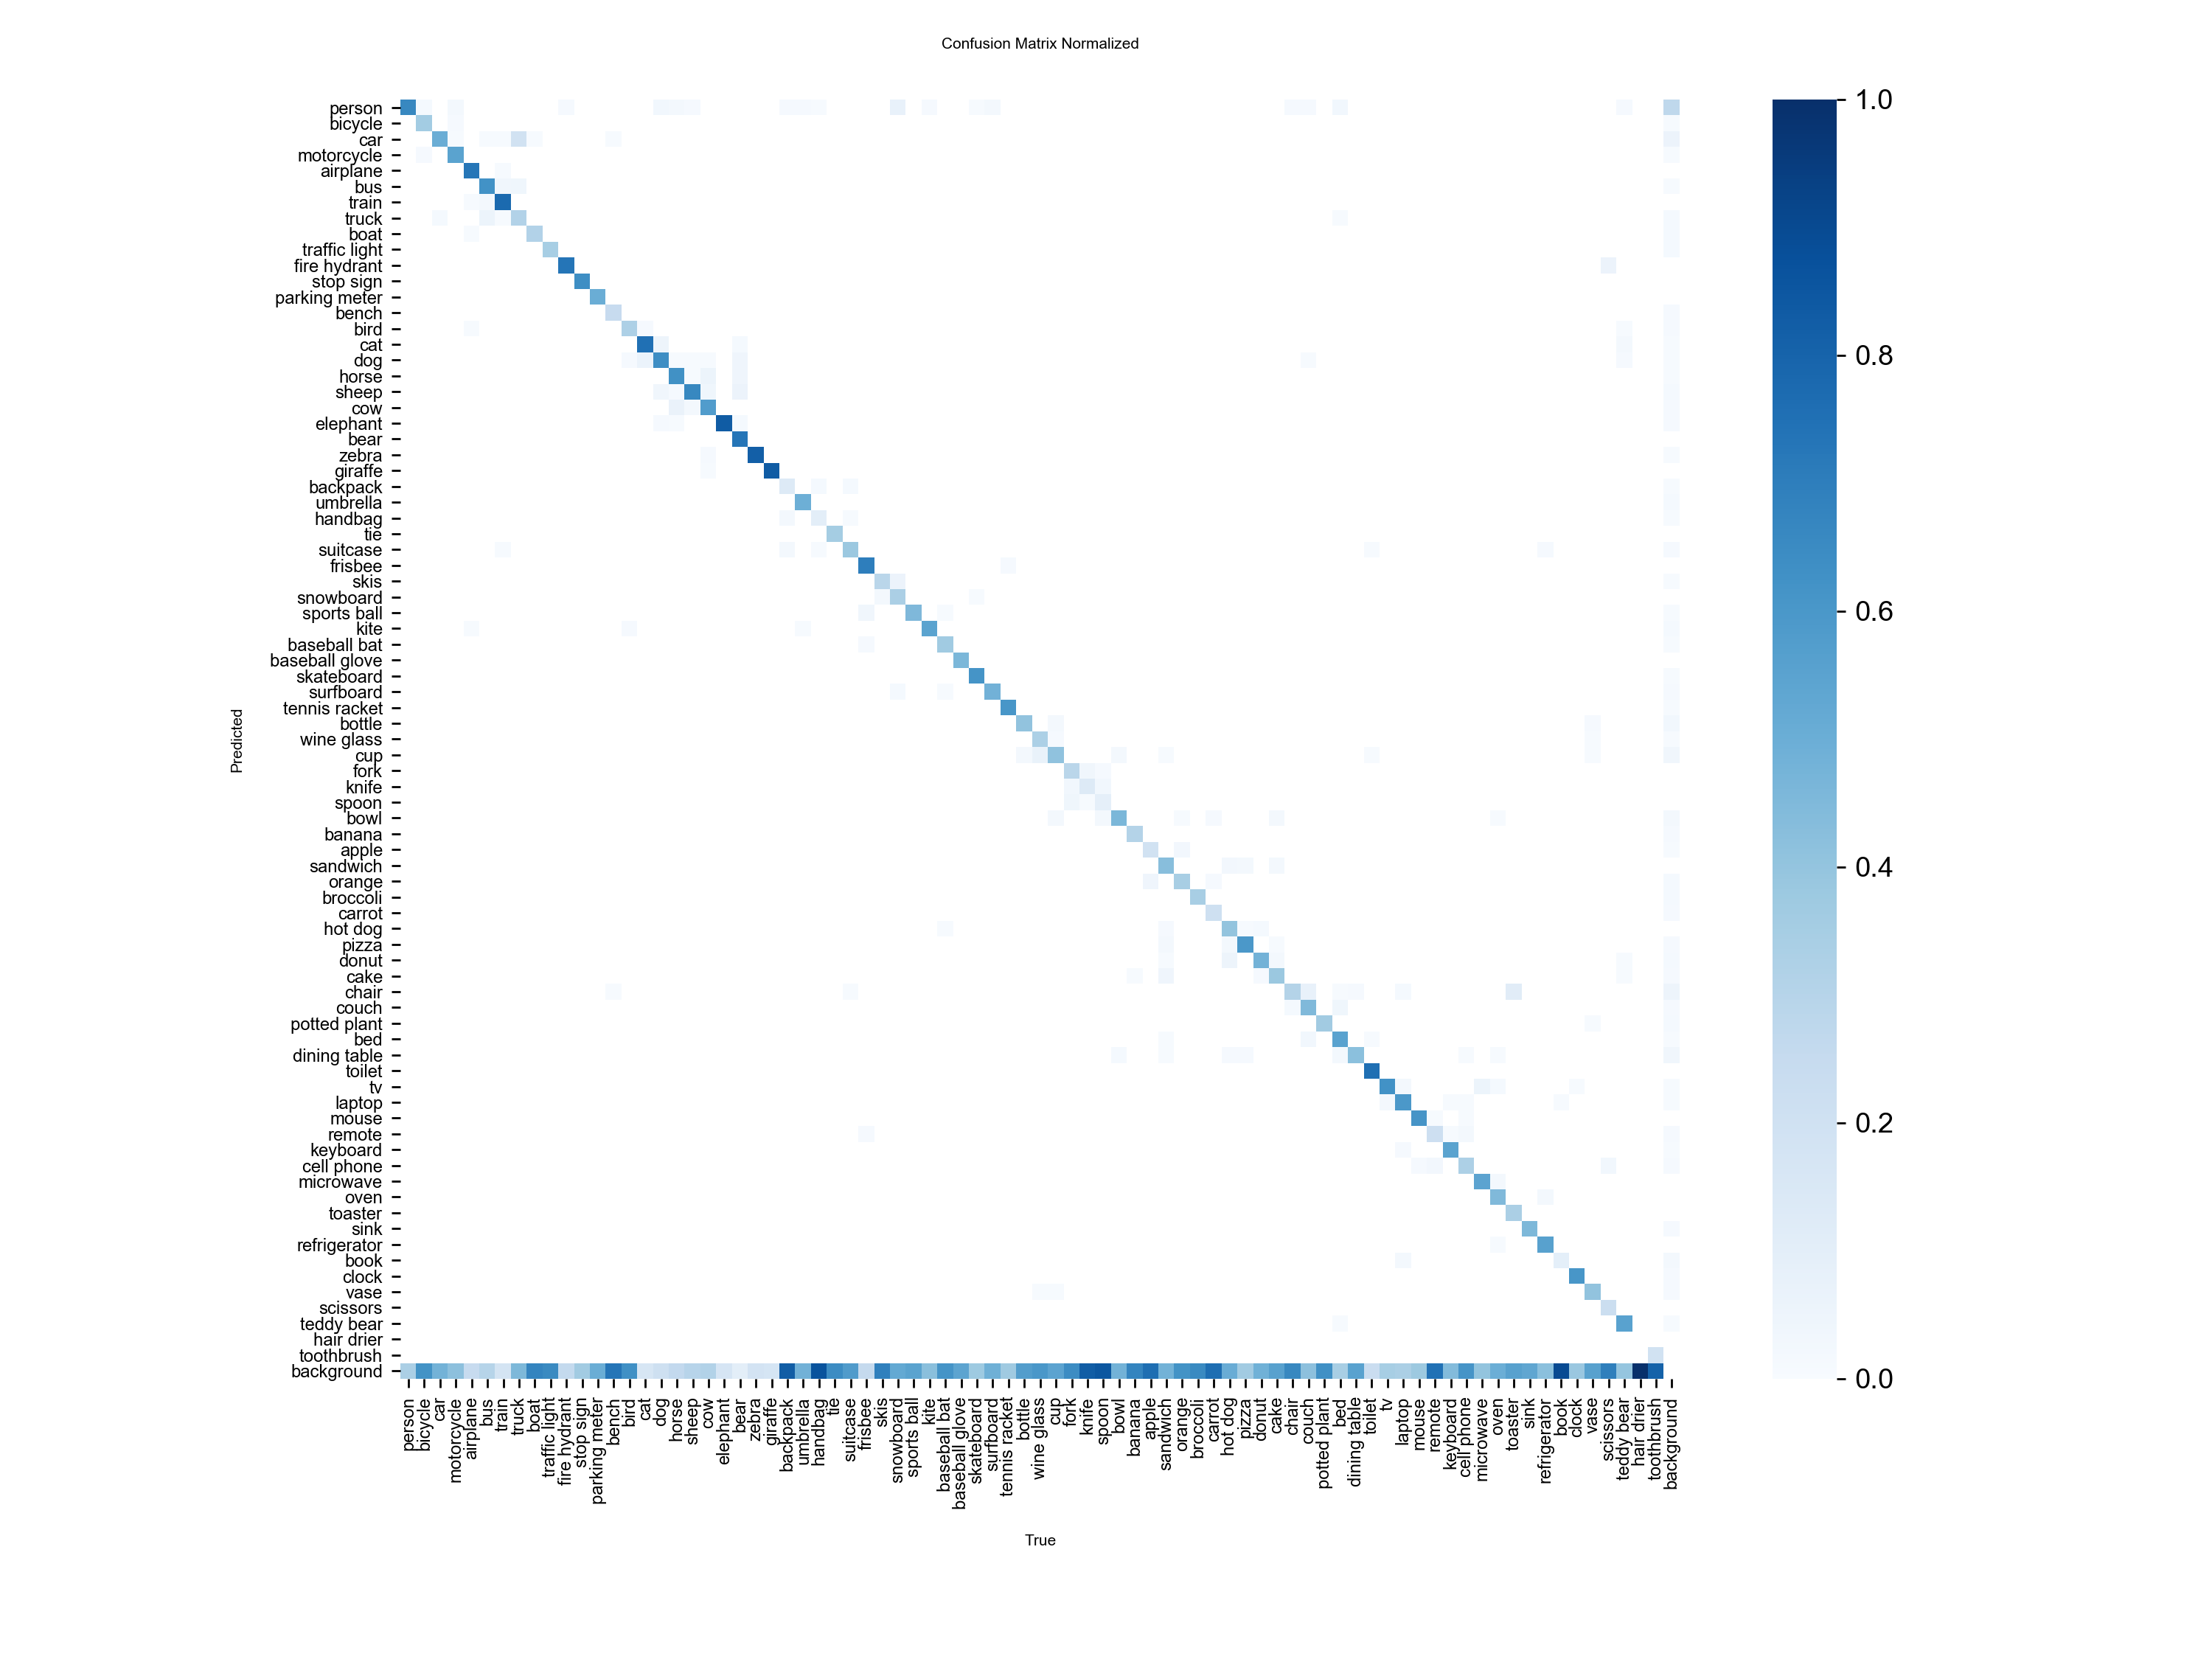 Confusion Matrix Normalized
person
bicycle
car
motorcycle
airplane
bus
train
truck
boat
traffic light
fire hydrant
stop sign
parking meter
bench
bird
cat
dog
horse
sheep
cow
elephant
bear
zebra
giraffe
backpack
umbrella
handbag
tie
suitcase
frisbee
skis
snowboard
sports ball
kite
baseball bat
baseball glove
skateboard
surfboard
tennis racket
bottle
wine glass
cup
fork
knife
spoon
bowl
banana
apple
sandwich
orange
broccoli
carrot
hot dog
pizza
donut
cake
chair
couch
potted plant
bed
dining table
toilet
tv
laptop
mouse
remote
keyboard
cell phone
microwave
oven
toaster
sink
refrigerator
book
clock
vase
scissors
teddy bear
hair drier
toothbrush
background
Predicted
person
bicycle
car
motorcycle
airplane
bus
train
truck
boat
traffic light
fire hydrant
stop sign
parking meter
bench
bird
cat
dog
horse
sheep
cow
elephant
bear
zebra
giraffe
backpack
umbrella
handbag
tie
suitcase
frisbee
skis
snowboard
sports ball
kite
baseball bat
baseball glove
skateboard
surfboard
tennis racket
bottle
wine glass
cup
fork
knife
spoon
bowl
banana
apple
sandwich
orange
broccoli
carrot
hot dog
pizza
donut
cake
chair
couch
potted plant
bed
dining table
toilet
tv
laptop
mouse
remote
keyboard
cell phone
microwave
oven
toaster
sink
refrigerator
book
clock
vase
scissors
teddy bear
hair drier
toothbrush
background
True
1.0
0.8
0.6
0.4
0.2
0.0